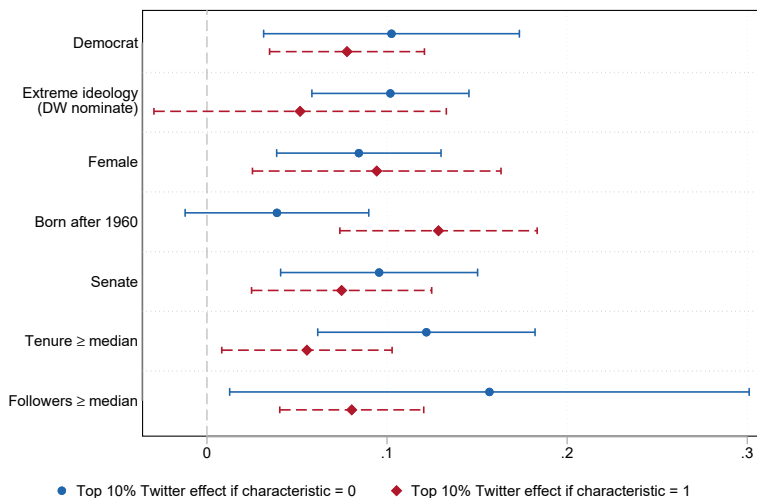 Democrat
Extreme ideology
(DW nominate)
Female
Born after 1960
Senate
Tenure ≥ median
Followers ≥ median
0 .1 .2 .3
Top 10% Twitter effect if characteristic = 0 Top 10% Twitter effect if characteristic = 1